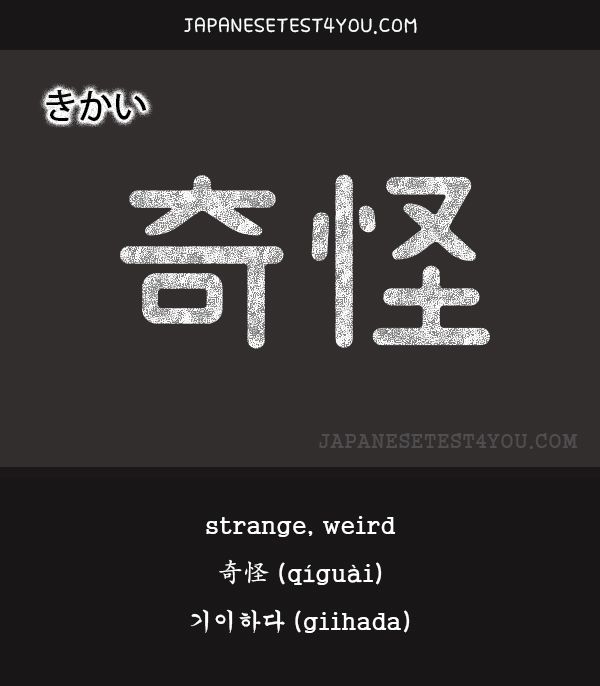 JAPANESETEST4YOU.COM
きかい
奇怪
JAPANESETEST4YOU.COM
strange, weird
奇怪 (qíguài)
기이하다 (giihada)